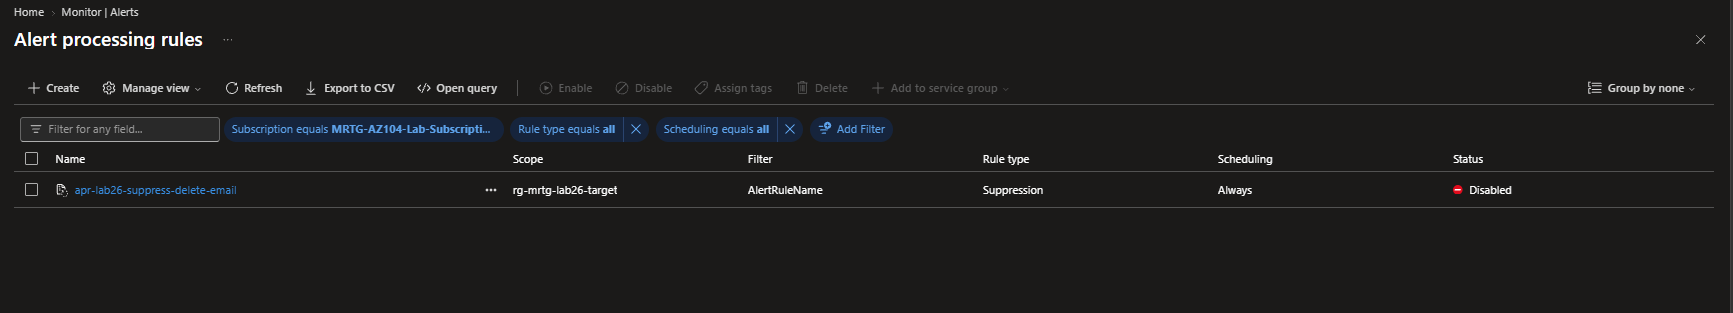 Home > Monitor | Alerts
Alert processing rules ...
Create Manage view Refresh Export to CSV Open query Enable Disable Assign tags Delete Add to service group Group by none
Filter for any field... Subscription equals MRTG-AZ104-Lab-Subscripti... Rule type equals all Scheduling equals all Add Filter
Name Scope Filter Rule type Scheduling Status
apr-lab26-suppress-delete-email ... rg-mrtg-lab26-target AlertRuleName Suppression Always Disabled